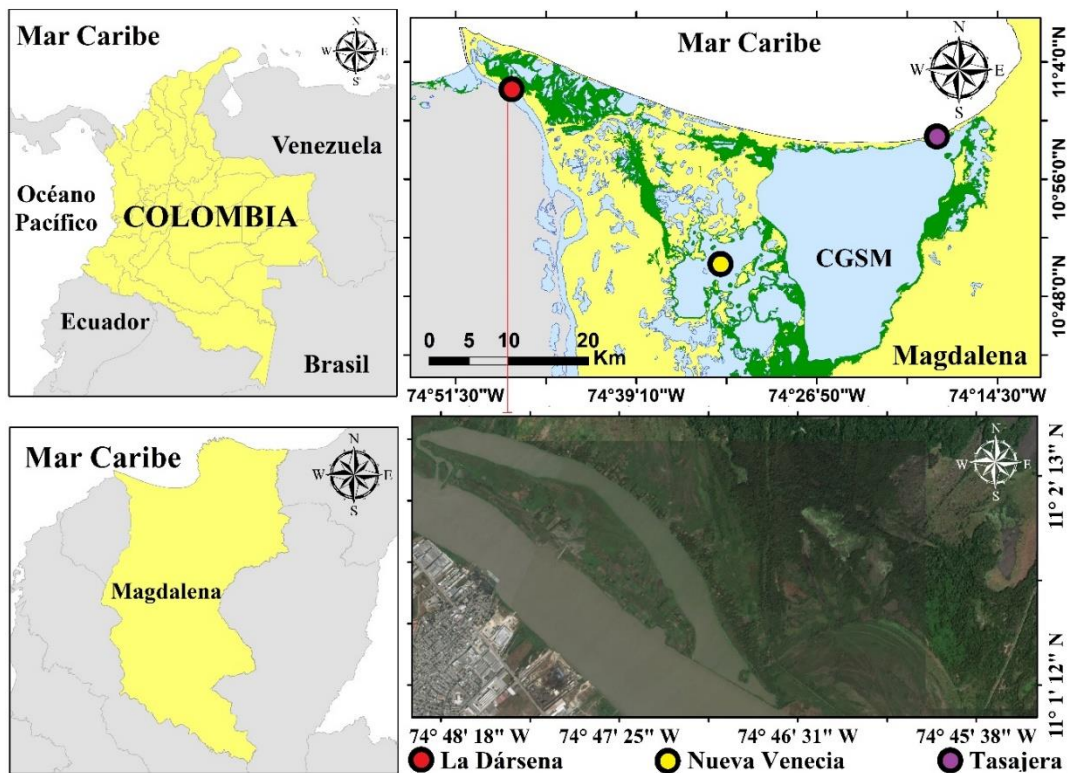 Mar Caribe
N
W E
S
Venezuela
Océano
Pacífico
COLOMBIA
Ecuador
Brasil
Mar Caribe
N
W E
S
CGSM
0 10 20
Km
Magdalena
11°4'0"N
10°56'0"N
10°48'0"N
74°51'30"W 74°39'10"W 74°26'50"W 74°14'30"W
Mar Caribe
N
W E
S
Magdalena
N
W E
S
11° 2' 13" N
11° 1' 12" N
74° 48' 18" W 74° 47' 25" W 74° 46' 31" W 74° 45' 38" W
La Dársena Nueva Venecia Tasajera